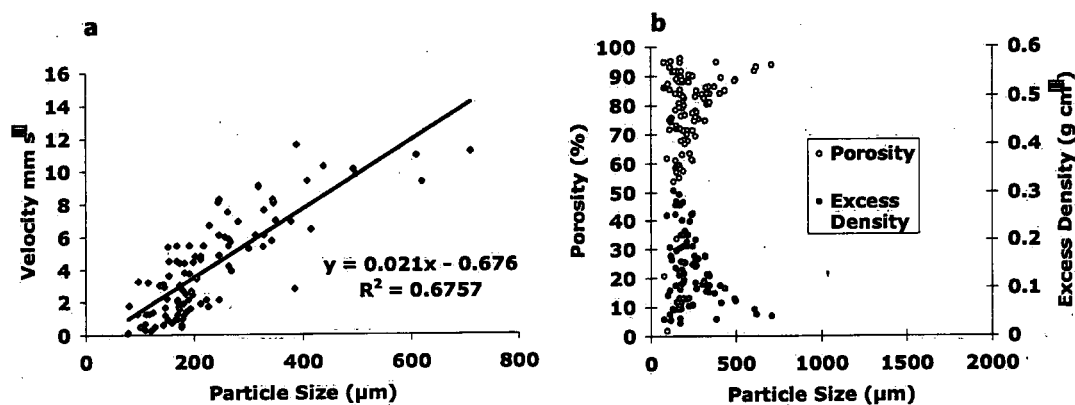 a
Velocity mm s
16
14
12
10
8
6
4
2
0
y = 0.021x - 0.676
R² = 0.6757
0 200 400 600 800
Particle Size (µm)
b
Porosity (%)
100
90
80
70
60
50
40
30
20
10
0
Porosity
Excess
Density
0.6
0.5
0.4
0.3
0.2
0.1
0
Excess Density (g cm
0 500 1000 1500 2000
Particle Size (µm)